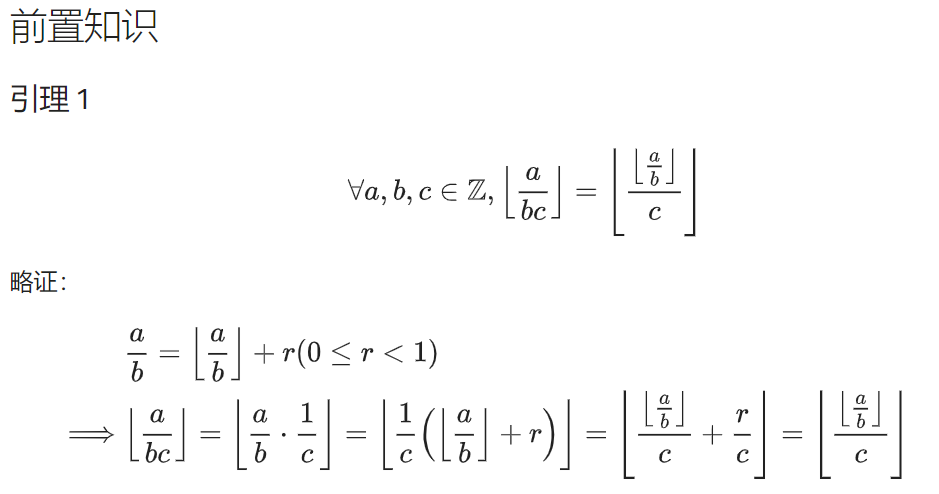 前置知识
引理 1
∀a, b, c ∈ ℤ, ⌊a/(bc)⌋ = ⌊⌊a/b⌋/c⌋
略证：
a/b = ⌊a/b⌋ + r(0 ≤ r < 1)
⟹ ⌊a/(bc)⌋ = ⌊a/b · 1/c⌋ = ⌊1/c(⌊a/b⌋ + r)⌋ = ⌊⌊a/b⌋/c + r/c⌋ = ⌊⌊a/b⌋/c⌋